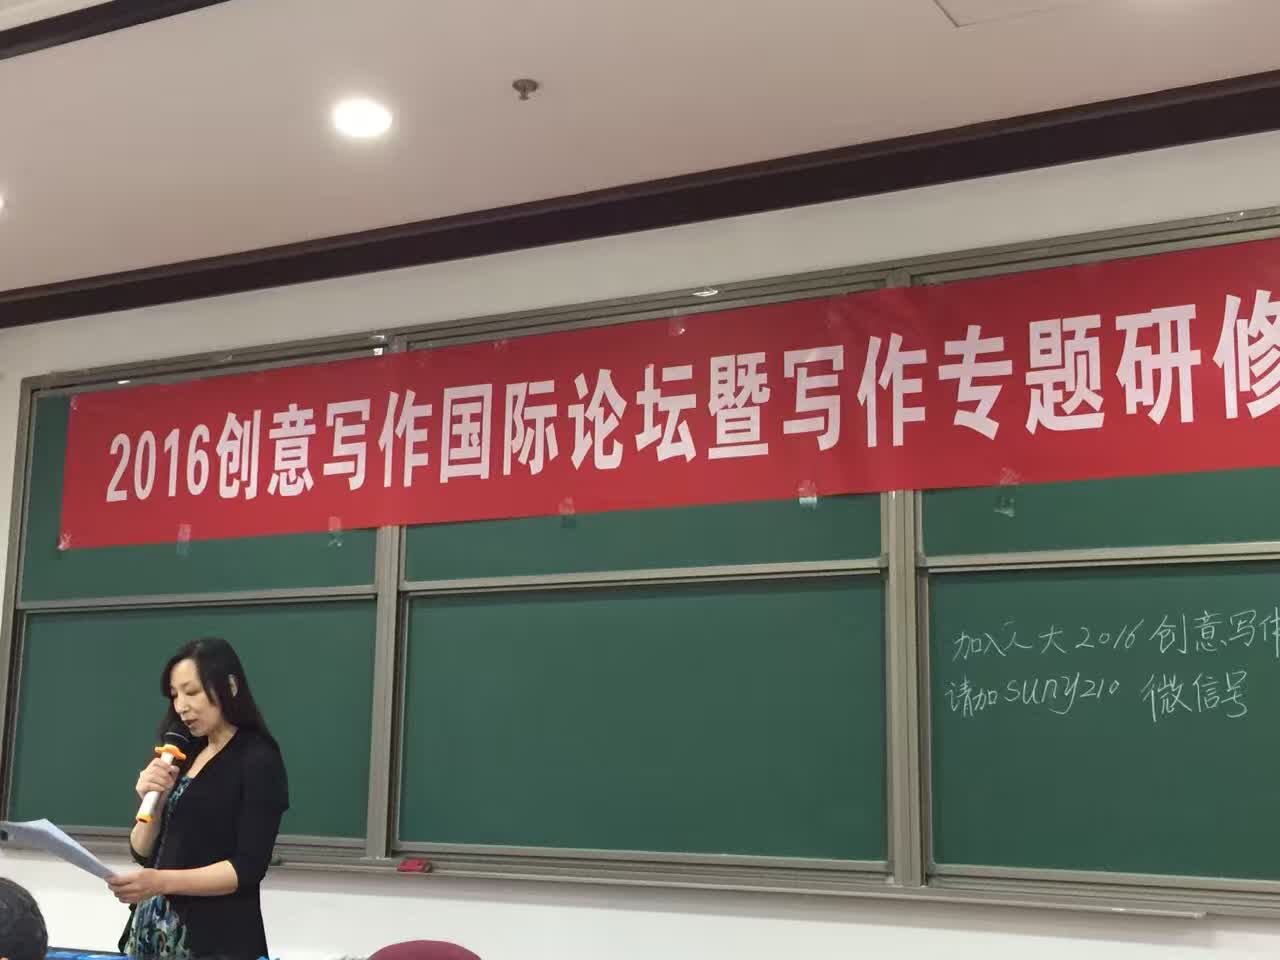 2016创意写作国际论坛暨写作专题研修
加入人大2016创意写作
请加suny210 微信号